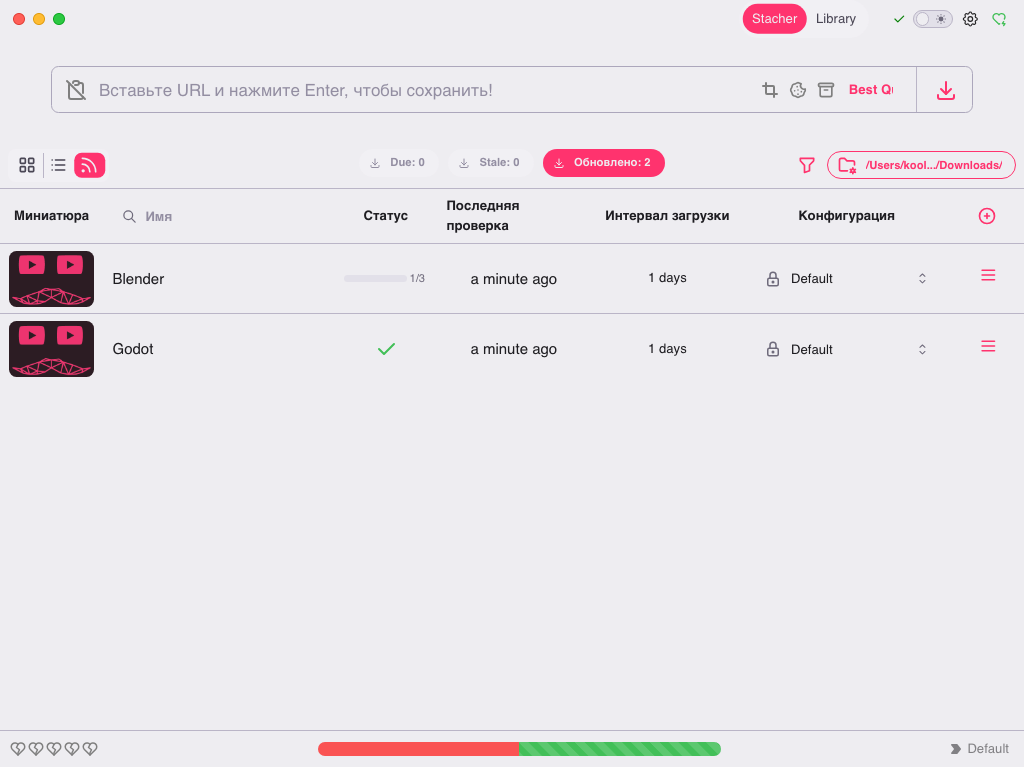 Stacher
Library
Вставьте URL и нажмите Enter, чтобы сохранить!
Best Q
Due: 0
Stale: 0
Обновлено: 2
/Users/kool.../Downloads/
Миниатюра
Имя
Статус
Последняя
проверка
Интервал загрузки
Конфигурация
Blender
1/3
a minute ago
1 days
Default
Godot
a minute ago
1 days
Default
Default